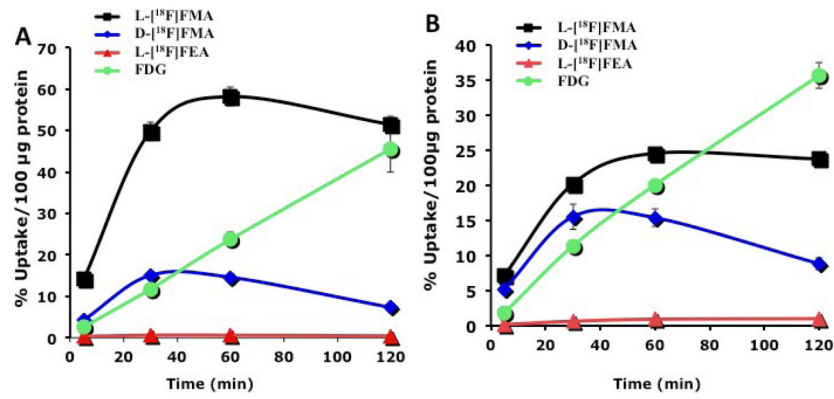 A
L-[¹⁸F]FMA
D-[¹⁸F]FMA
L-[¹⁸F]FEA
FDG
% Uptake/100 µg protein
70
60
50
40
30
20
10
0
0 20 40 60 80 100 120
Time (min)
B
L-[¹⁸F]FMA
D-[¹⁸F]FMA
L-[¹⁸F]FEA
FDG
% Uptake/100µg protein
40
35
30
25
20
15
10
5
0
0 20 40 60 80 100 120
Time (min)